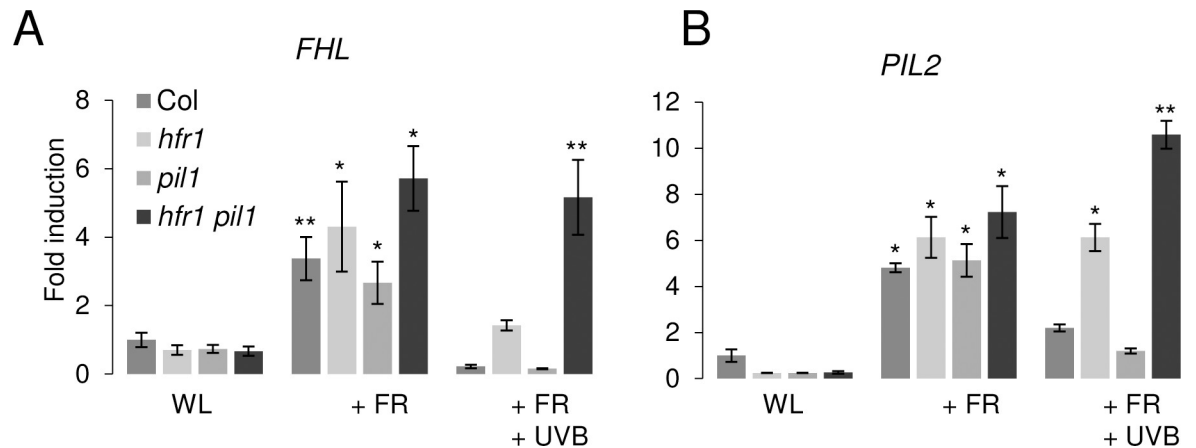 A
B
FHL
PIL2
Fold induction
8
6
4
2
0
Col
hfr1
pil1
hfr1 pil1
**
*
*
*
**
WL
+ FR
+ FR
+ UVB
12
10
8
6
4
2
0
*
*
*
*
*
**
WL
+ FR
+ FR
+ UVB